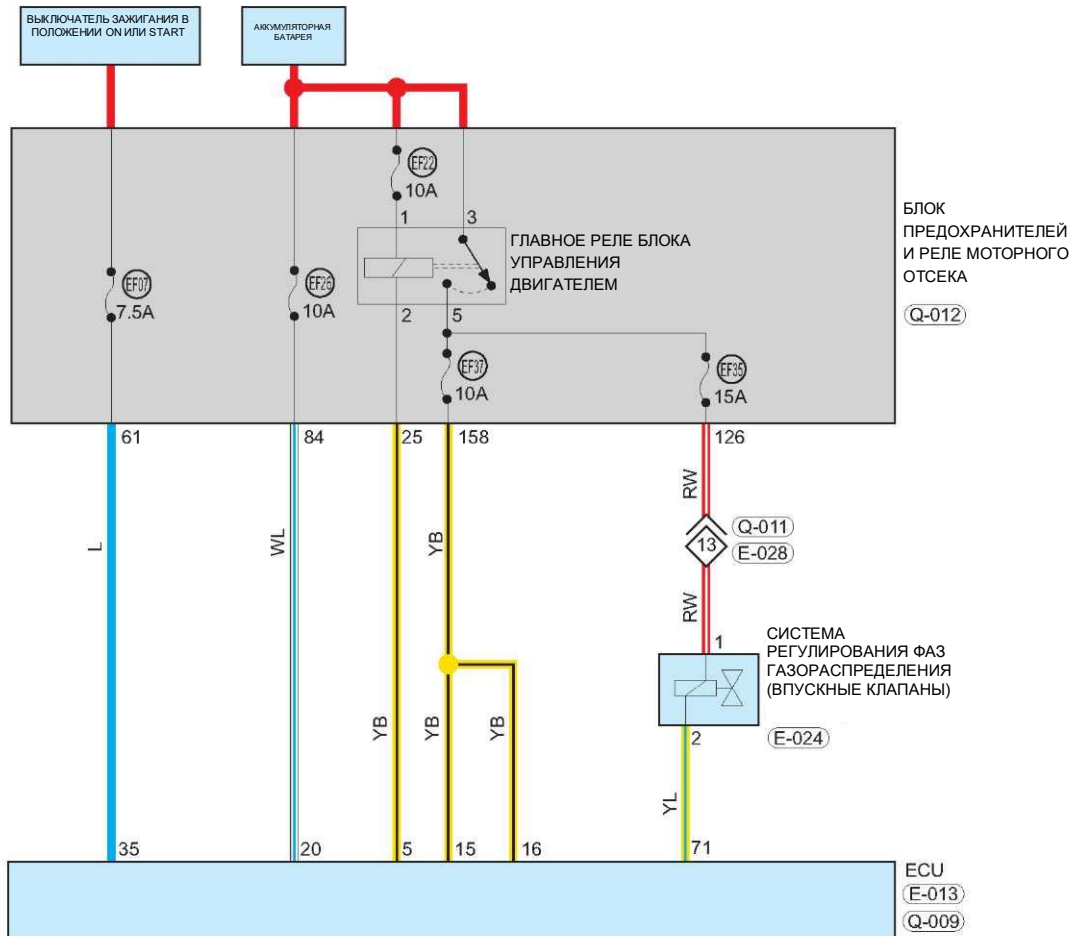 ВЫКЛЮЧАТЕЛЬ ЗАЖИГАНИЯ В
ПОЛОЖЕНИИ ON ИЛИ START
АККУМУЛЯТОРНАЯ
БАТАРЕЯ
EF22
10A
1
3
ГЛАВНОЕ РЕЛЕ БЛОКА
УПРАВЛЕНИЯ
ДВИГАТЕЛЕМ
БЛОК
ПРЕДОХРАНИТЕЛЕЙ
И РЕЛЕ МОТОРНОГО
ОТСЕКА
Q-012
EF07
7.5A
EF26
10A
2
5
EF37
10A
EF35
15A
61
84
25
158
126
L
WL
YB
RW
13
Q-011
E-028
RW
1
СИСТЕМА
РЕГУЛИРОВАНИЯ ФАЗ
ГАЗОРАСПРЕДЕЛЕНИЯ
(ВПУСКНЫЕ КЛАПАНЫ)
2
E-024
YB
YB
YB
YL
35
20
5
15
16
71
ECU
E-013
Q-009